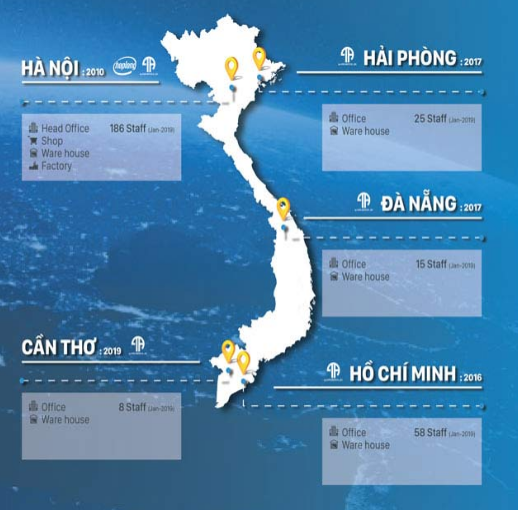 HÀ NỘI : 2010
haplong
Head Office 186 Staff (Jan-2019)
Shop
Ware house
Factory
HẢI PHÒNG : 2017
Office 25 Staff (Jan-2019)
Ware house
ĐÀ NẴNG : 2017
Office 15 Staff (Jan-2019)
Ware house
CẦN THƠ : 2019
Office 8 Staff (Jan-2019)
Ware house
HỒ CHÍ MINH : 2016
Office 58 Staff (Jan-2019)
Ware house